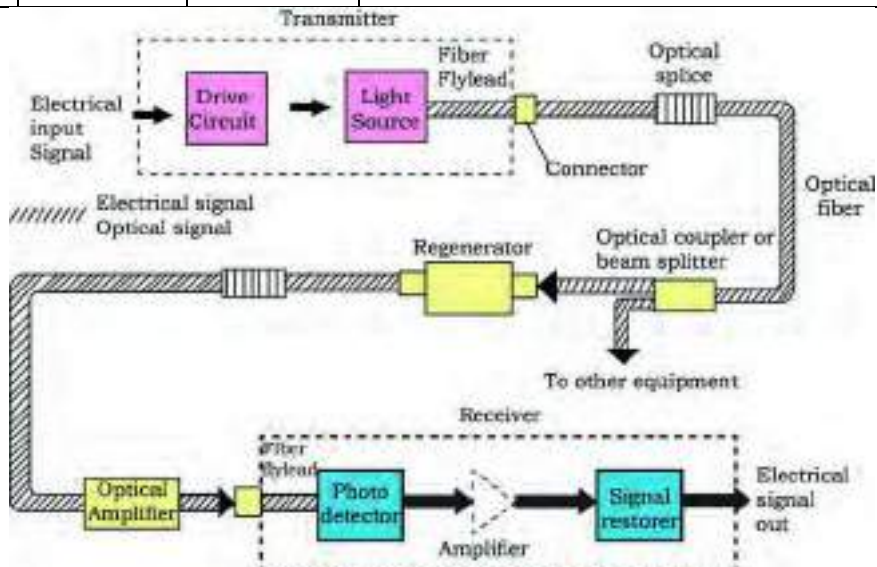 Transmitter
Fiber
Flylead
Optical
splice
Drive
Circuit
Light
Source
Electrical
input
Signal
Connector
Optical
fiber
Electrical signal
Optical signal
Regenerator
Optical coupler or
beam splitter
To other equipment
Receiver
Fiber
flylead
Optical
Amplifier
Photo
detector
Amplifier
Signal
restorer
Electrical
signal
out